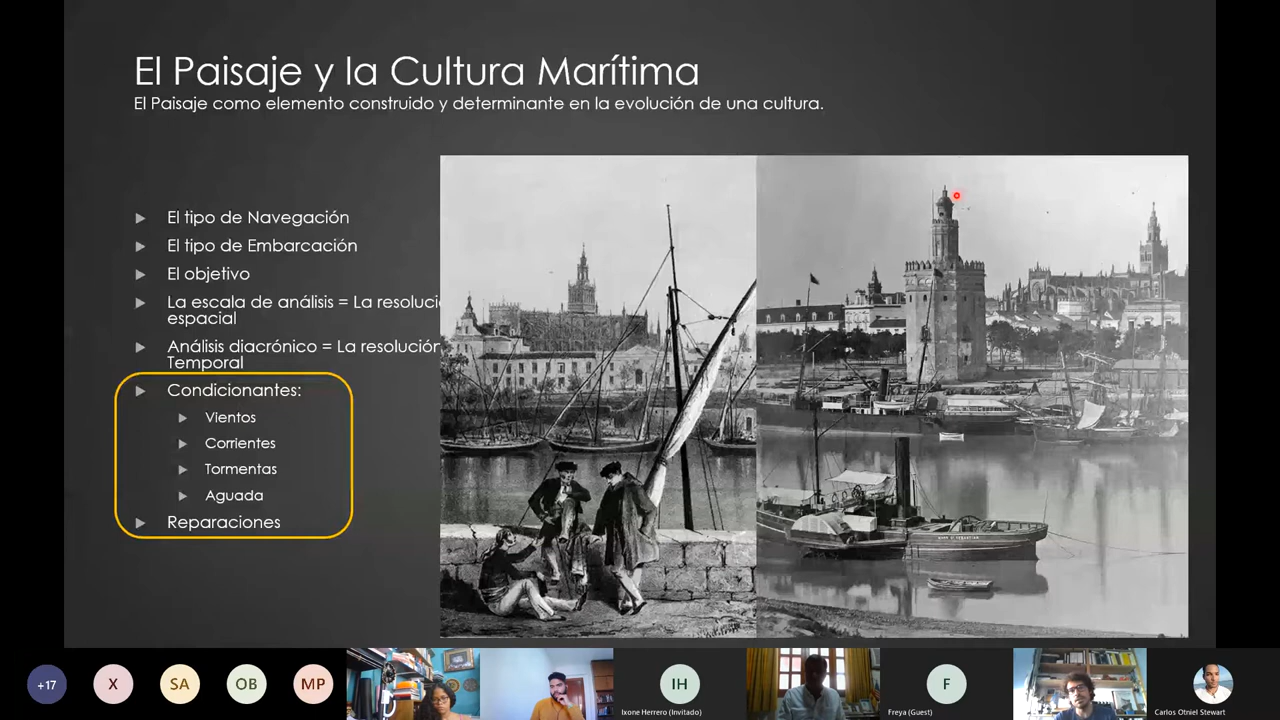 El Paisaje y la Cultura Marítima
El Paisaje como elemento construido y determinante en la evolución de una cultura.
El tipo de Navegación
El tipo de Embarcación
El objetivo
La escala de análisis = La resoluci
espacial
Análisis diacrónico = La resolución
Temporal
Condicionantes:
Vientos
Corrientes
Tormentas
Aguada
Reparaciones
+17
X
SA
OB
MP
IH
Ixone Herrero (Invitado)
F
Freya (Guest)
Carlos Otniel Stewart